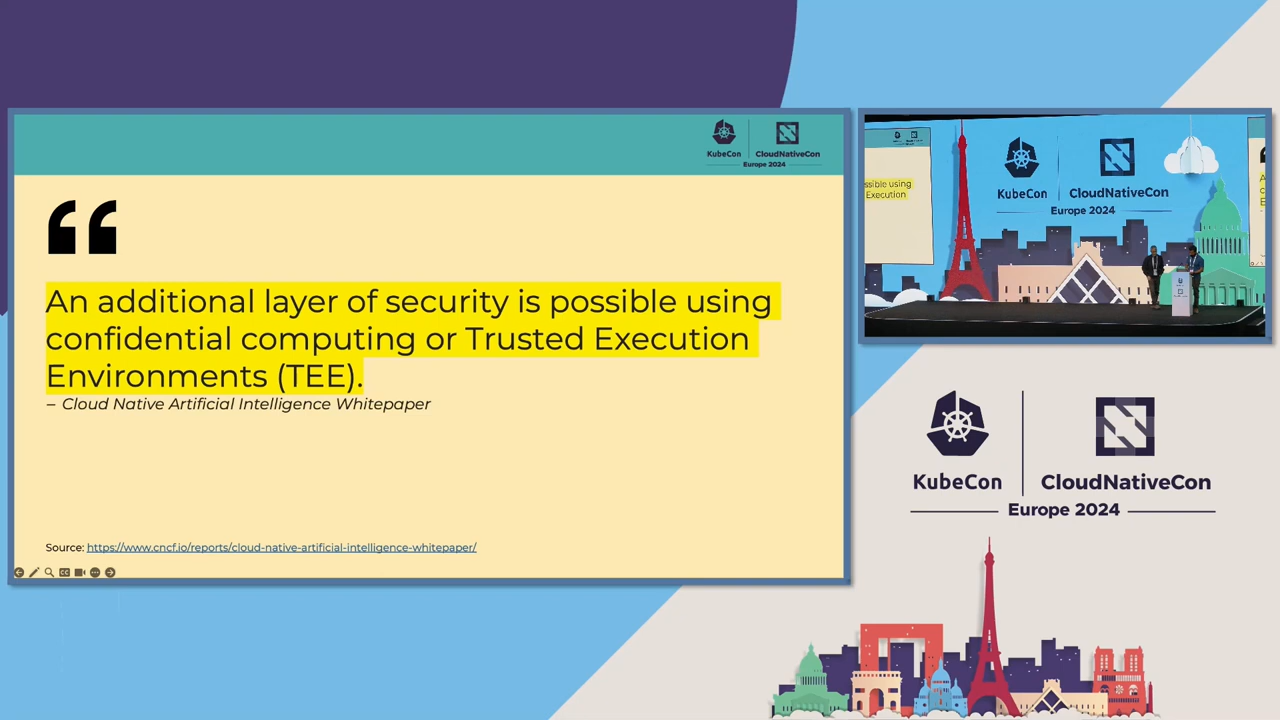 KubeCon
CloudNativeCon
Europe 2024
An additional layer of security is possible using
confidential computing or Trusted Execution
Environments (TEE).
– Cloud Native Artificial Intelligence Whitepaper
Source: https://www.cncf.io/reports/cloud-native-artificial-intelligence-whitepaper/
ssible using
Execution
KubeCon
CloudNativeCon
Europe 2024
KubeCon
CloudNativeCon
Europe 2024